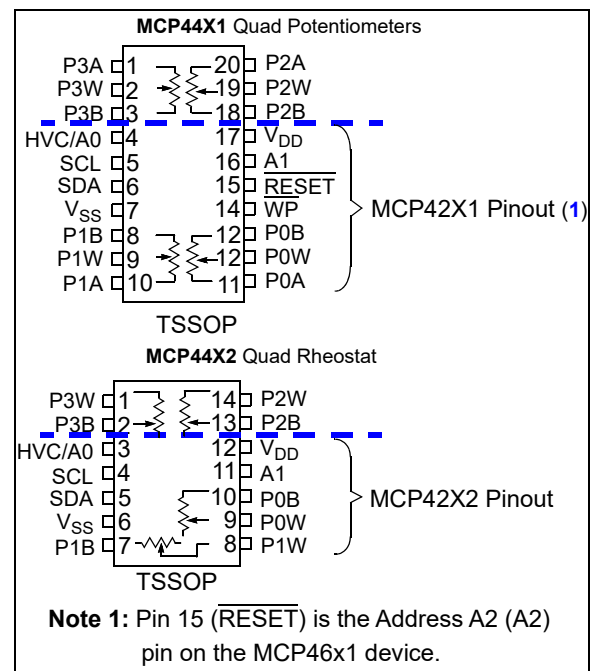 MCP44X1 Quad Potentiometers
P3A 1 20 P2A
P3W 2 19 P2W
P3B 3 18 P2B
HVC/A0 4 17 VDD
SCL 5 16 A1
SDA 6 15 RESET
VSS 7 14 WP
MCP42X1 Pinout (1)
P1B 8 12 P0B
P1W 9 12 P0W
P1A 10 11 P0A
TSSOP
MCP44X2 Quad Rheostat
P3W 1 14 P2W
P3B 2 13 P2B
HVC/A0 3 12 VDD
SCL 4 11 A1
SDA 5 10 P0B
MCP42X2 Pinout
VSS 6 9 P0W
P1B 7 8 P1W
TSSOP
Note 1: Pin 15 (RESET) is the Address A2 (A2)
pin on the MCP46x1 device.